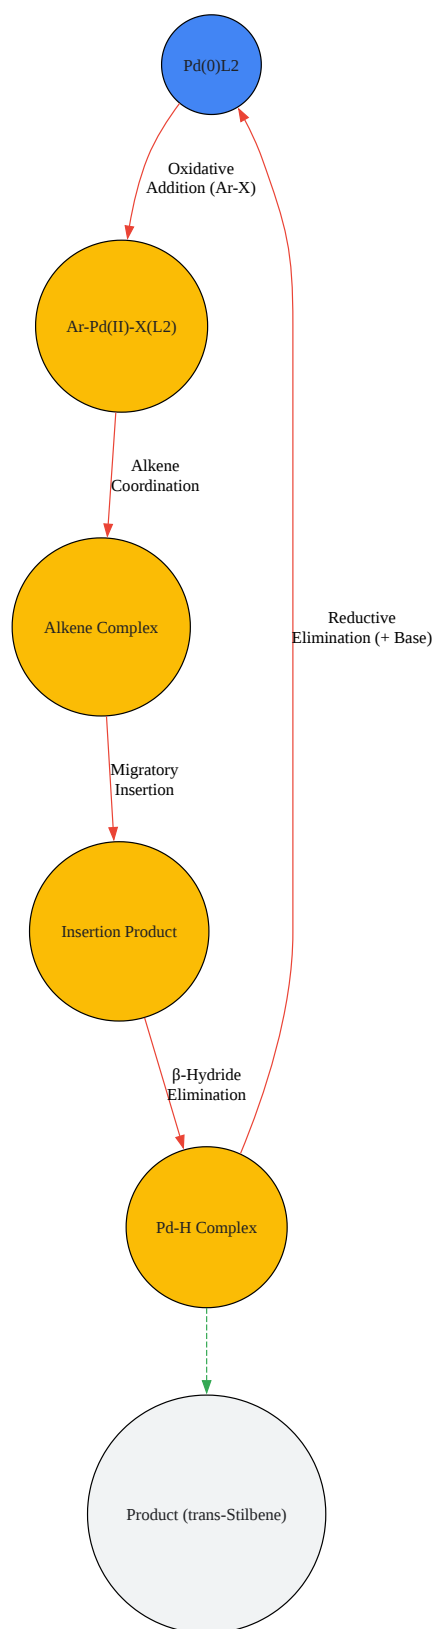 Pd(0)L2
Oxidative
Addition (Ar-X)
Ar-Pd(II)-X(L2)
Alkene
Coordination
Alkene Complex
Reductive
Elimination (+ Base)
Migratory
Insertion
Insertion Product
β-Hydride
Elimination
Pd-H Complex
Product (trans-Stilbene)